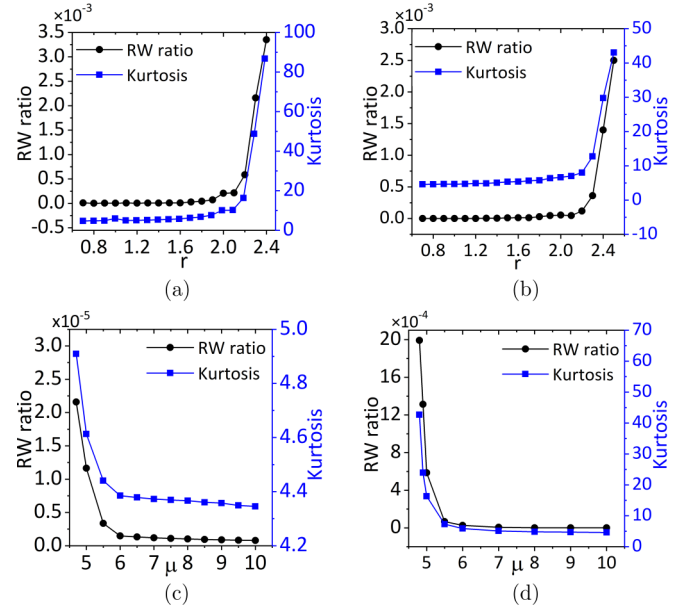 ×10⁻³
3.5
3.0
2.5
2.0
1.5
1.0
0.5
0.0
-0.5
RW ratio
RW ratio
Kurtosis
100
80
60
40
20
0
Kurtosis
0.8 1.2 1.6 2.0 2.4
r
(a)
×10⁻³
3.0
2.5
2.0
1.5
1.0
0.5
0.0
RW ratio
RW ratio
Kurtosis
50
40
30
20
10
0
-10
Kurtosis
0.8 1.2 1.6 2.0 2.4
r
(b)
×10⁻⁵
3.0
2.5
2.0
1.5
1.0
0.5
0.0
RW ratio
RW ratio
Kurtosis
5.0
4.8
4.6
4.4
4.2
Kurtosis
5 6 7 8 9 10
μ
(c)
×10⁻⁴
20
16
12
8
4
0
RW ratio
RW ratio
Kurtosis
70
60
50
40
30
20
10
0
Kurtosis
5 6 7 8 9 10
μ
(d)